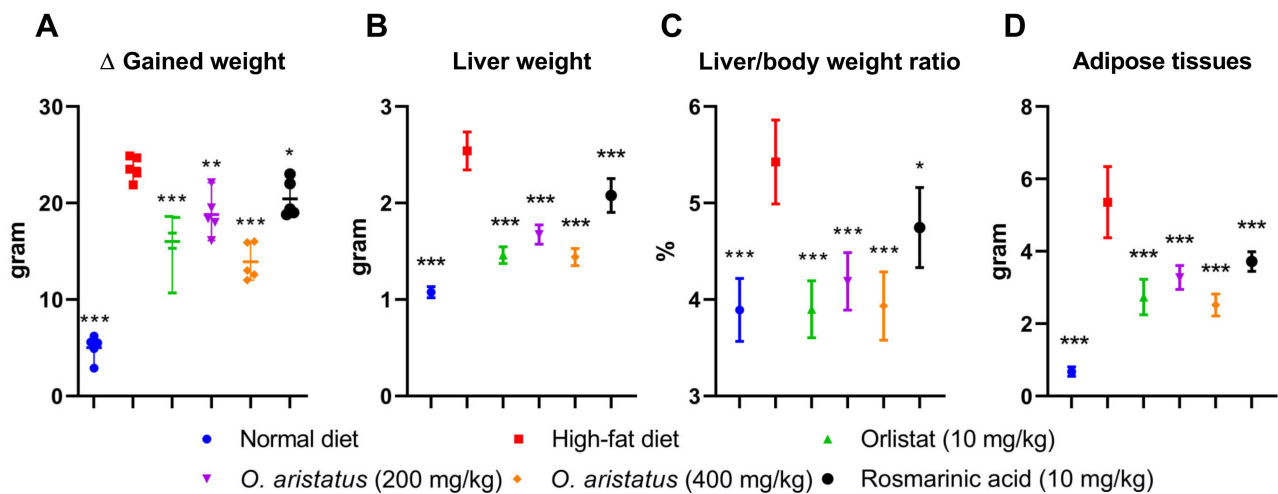 A
Δ Gained weight
gram
30
20
10
0
***
***
**
***
*
B
Liver weight
gram
3
2
1
0
***
***
***
***
***
C
Liver/body weight ratio
%
6
5
4
3
***
***
***
***
*
D
Adipose tissues
gram
8
6
4
2
0
***
***
***
***
***
Normal diet
High-fat diet
Orlistat (10 mg/kg)
O. aristatus (200 mg/kg)
O. aristatus (400 mg/kg)
Rosmarinic acid (10 mg/kg)